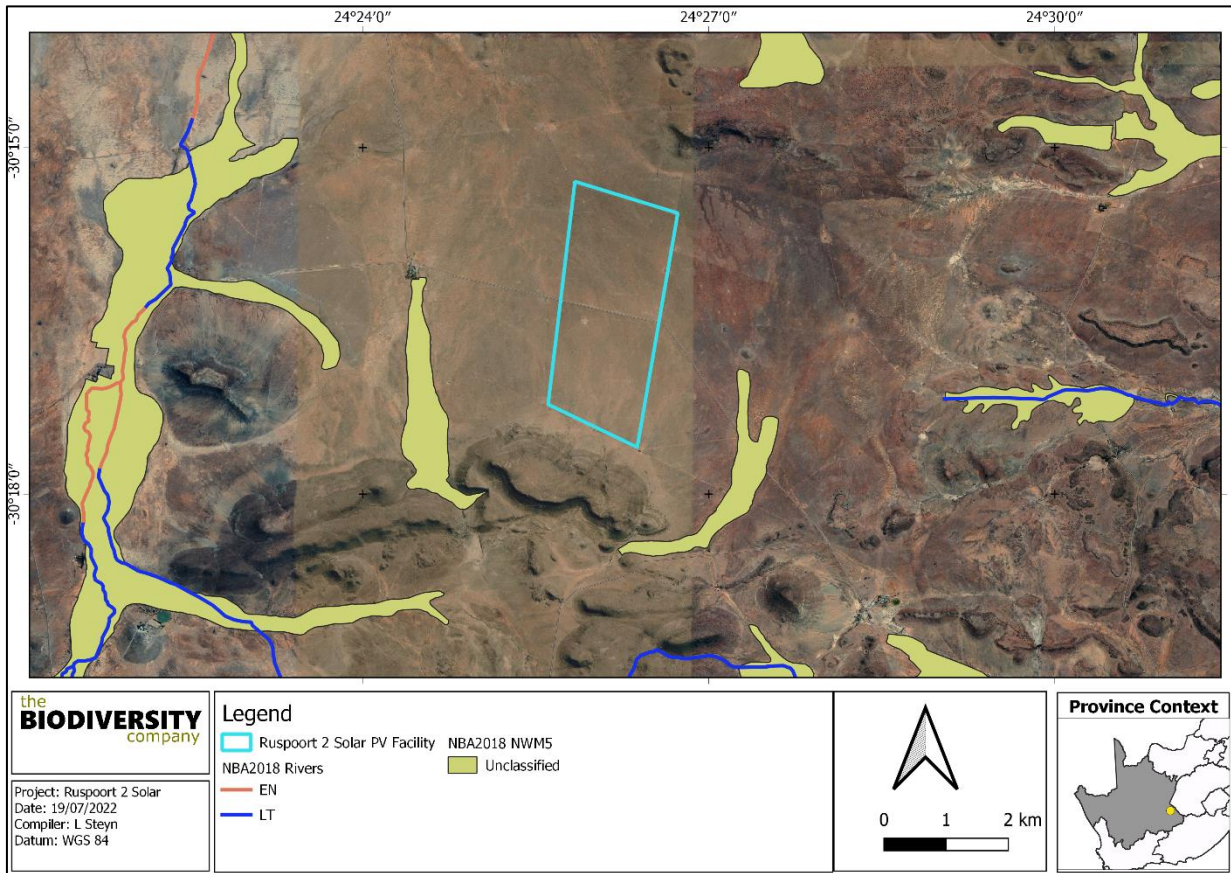 24°24′0″ 24°27′0″ 24°30′0″
-30°15′0″
-30°18′0″
the
BIODIVERSITY
company
Project: Ruspoort 2 Solar
Date: 19/07/2022
Compiler: L Steyn
Datum: WGS 84
Legend
Ruspoort 2 Solar PV Facility
NBA2018 Rivers
EN
LT
NBA2018 NWM5
Unclassified
0 1 2 km
Province Context